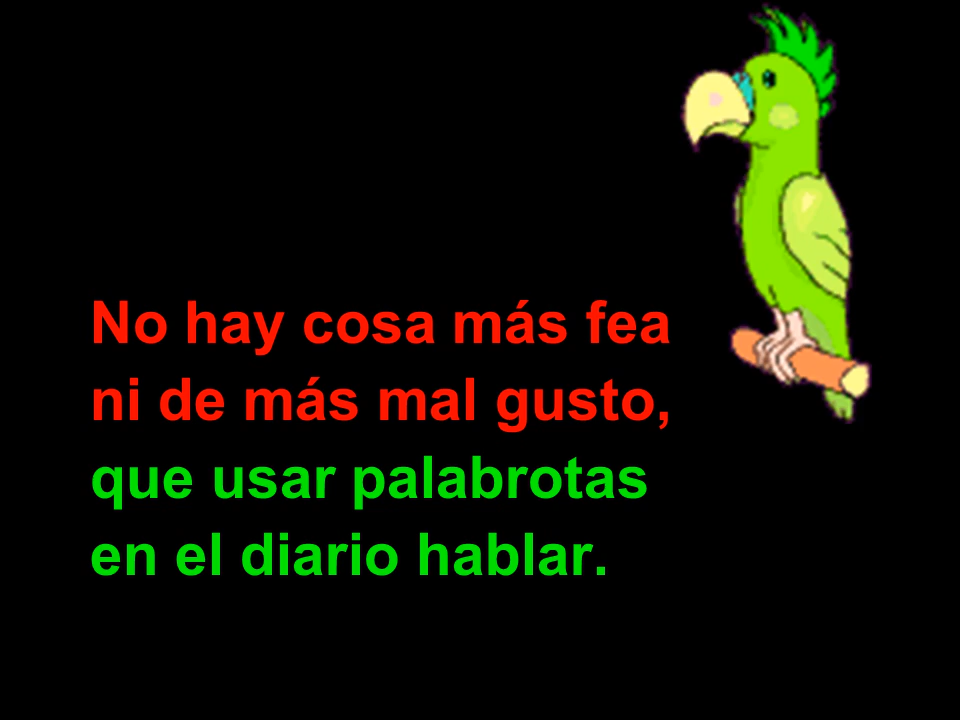 No hay cosa más fea
ni de más mal gusto,
que usar palabrotas
en el diario hablar.